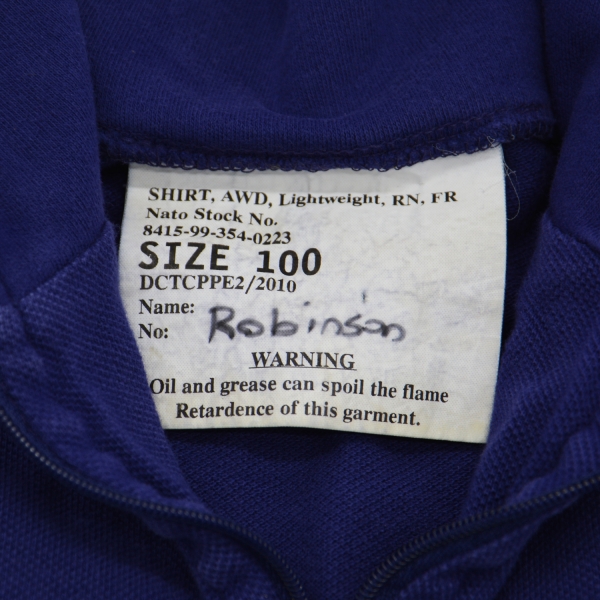 SHIRT, AWD, Lightweight, RN, FR
Nato Stock No.
8415-99-354-0223
SIZE 100
DCTCPPE2/2010
Name:
No: Robinson
WARNING
Oil and grease can spoil the flame
Retardence of this garment.